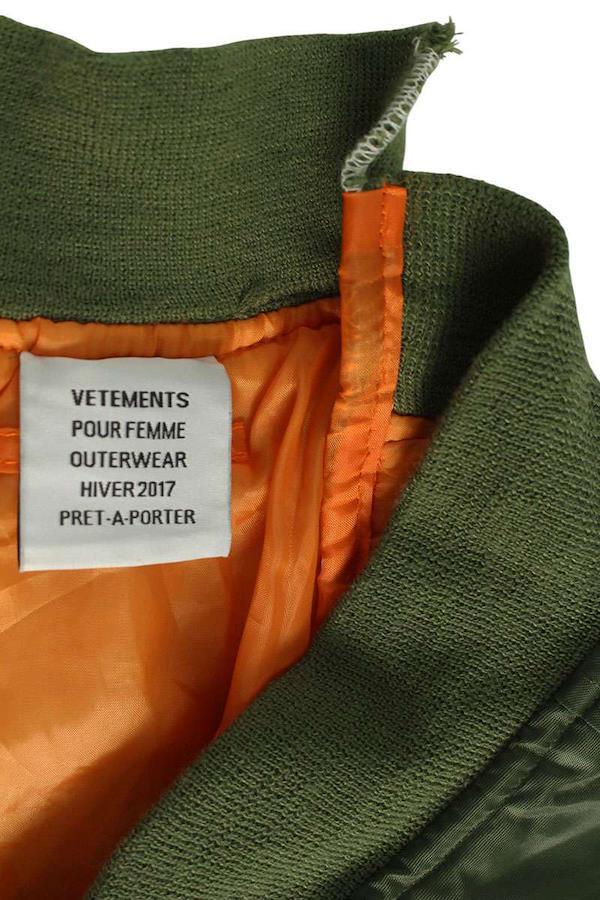 VETEMENTS
POUR FEMME
OUTERWEAR
HIVER 2017
PRET-A-PORTER